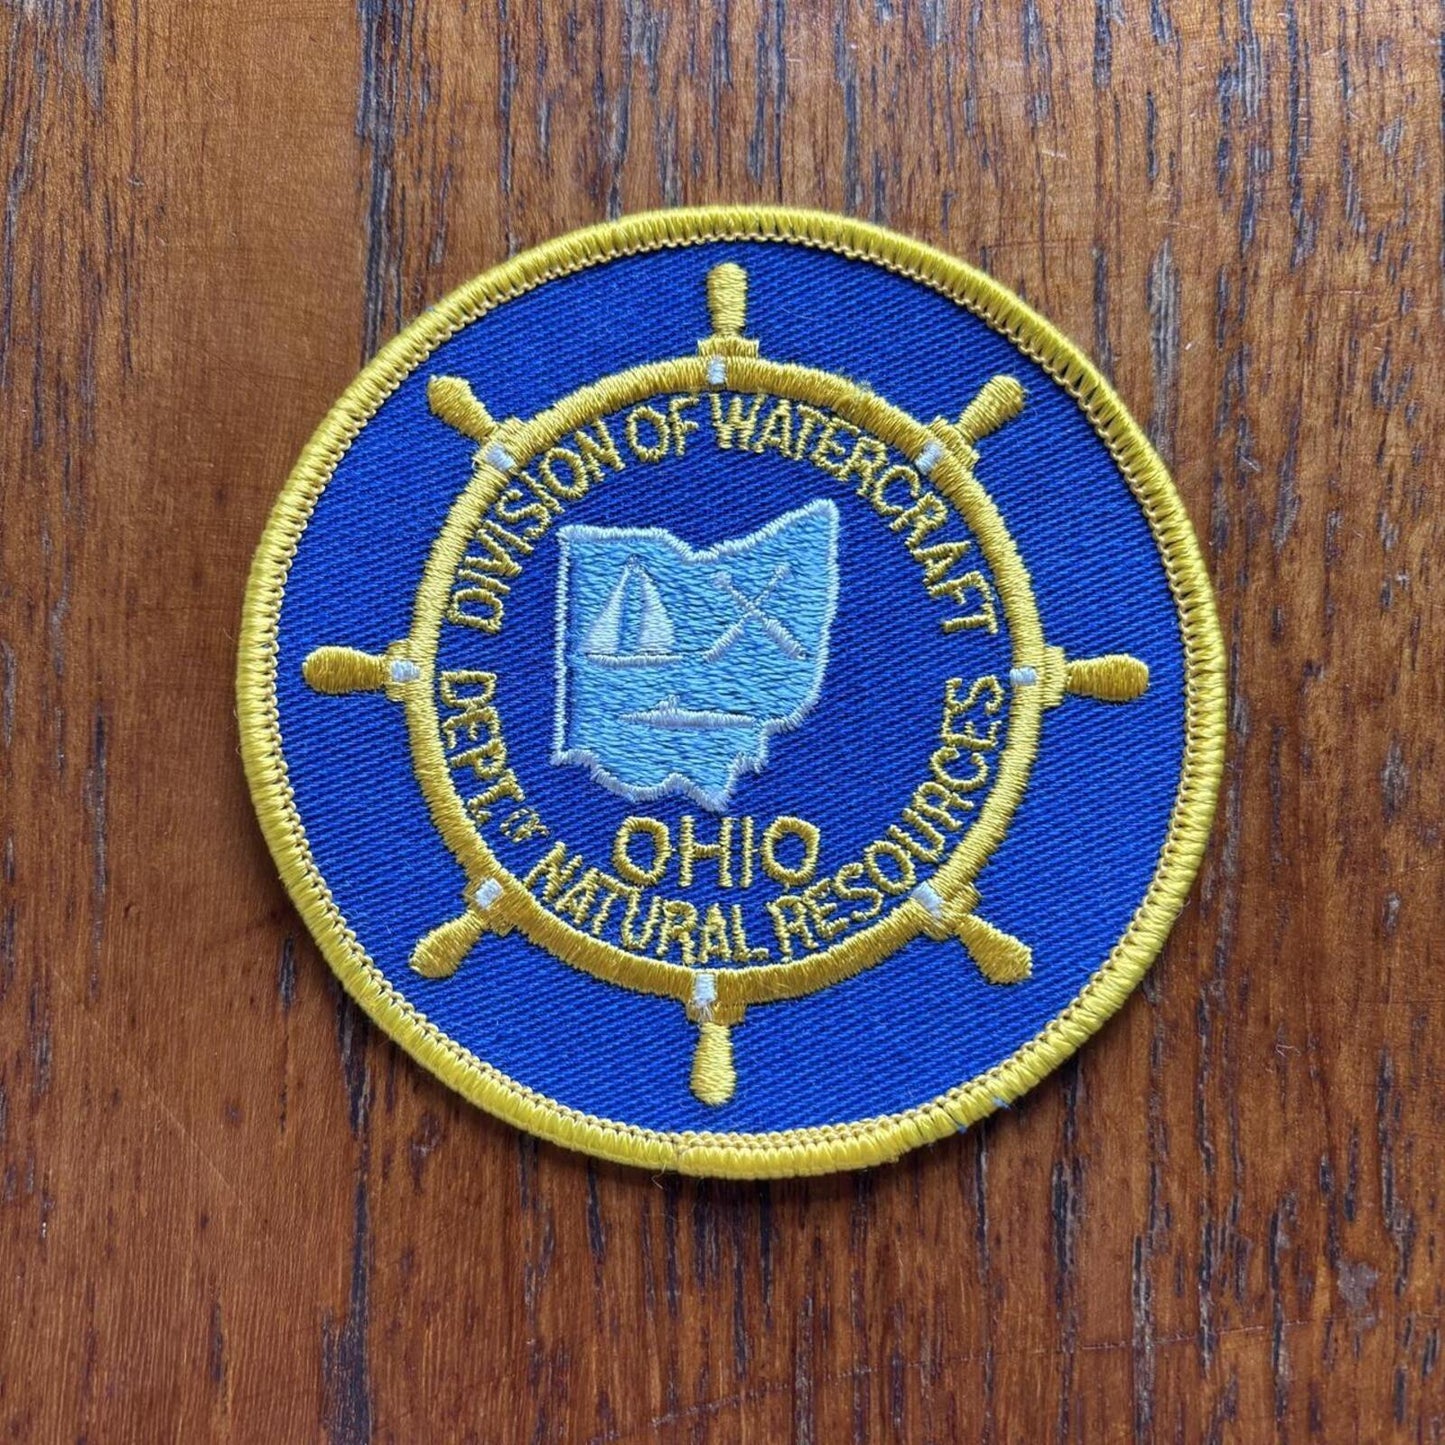 DIVISION OF WATERCRAFT
OHIO
DEPT. OF NATURAL RESOURCES